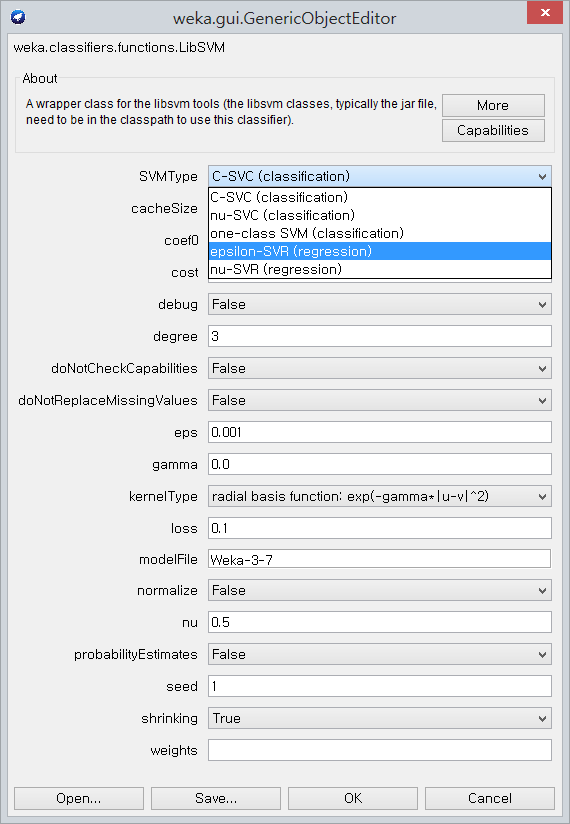 weka.gui.GenericObjectEditor
weka.classifiers.functions.LibSVM
About
A wrapper class for the libsvm tools (the libsvm classes, typically the jar file,
need to be in the classpath to use this classifier).
More
Capabilities
SVMType C-SVC (classification)
C-SVC (classification)
cacheSize
nu-SVC (classification)
one-class SVM (classification)
coef0
epsilon-SVR (regression)
cost
nu-SVR (regression)
debug False
degree 3
doNotCheckCapabilities False
doNotReplaceMissingValues False
eps 0.001
gamma 0.0
kernelType radial basis function: exp(-gamma*|u-v|^2)
loss 0.1
modelFile Weka-3-7
normalize False
nu 0.5
probabilityEstimates False
seed 1
shrinking True
weights
Open... Save... OK Cancel